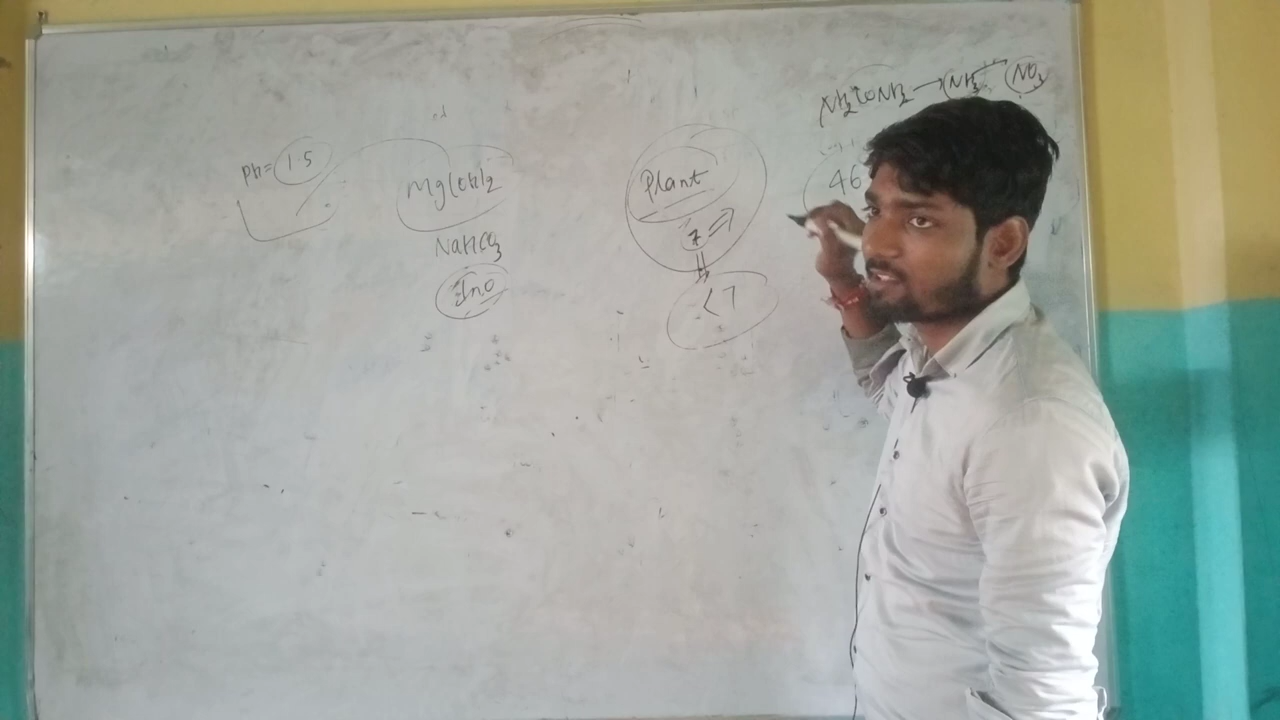 NH2CONH2 → NH3 NO3
PH= 1.5
Mg(OH)2
Plant
46
7 ⇒
NaHCO3
Eno
< 7